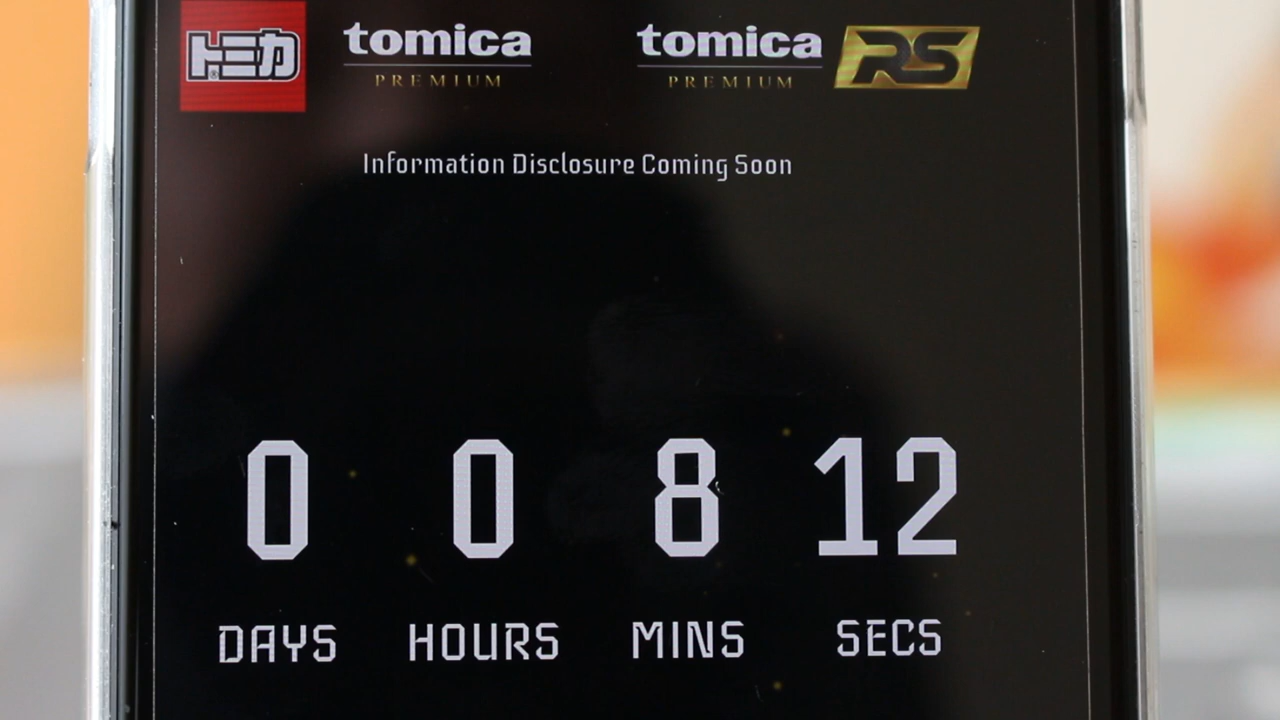 トミカ
tomica tomica RS
PREMIUM PREMIUM
Information Disclosure Coming Soon
0 0 8 12
DAYS HOURS MINS SECS